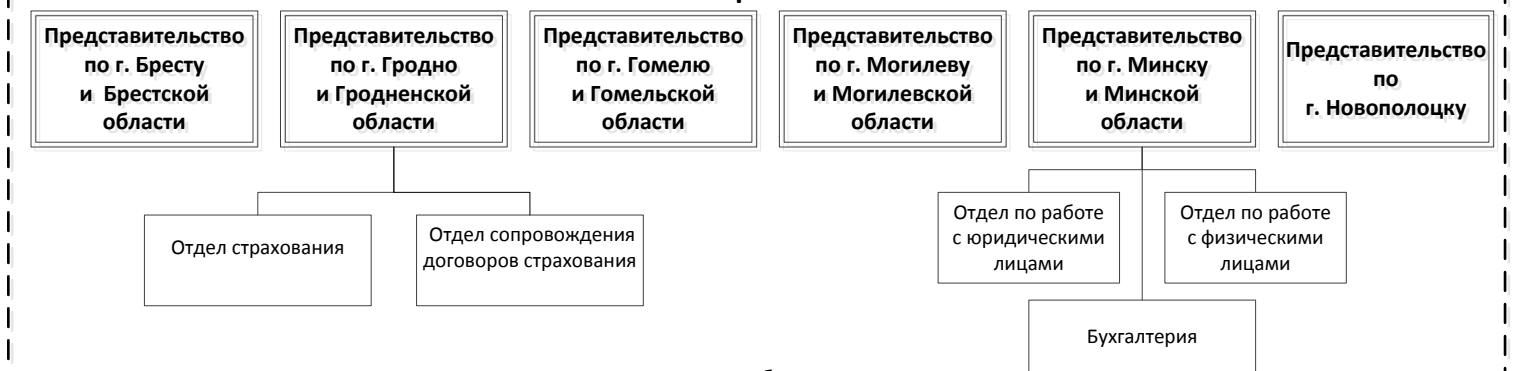 Представительство
по г. Бресту
и Брестской
области
Представительство
по г. Гродно
и Гродненской
области
Представительство
по г. Гомелю
и Гомельской
области
Представительство
по г. Могилеву
и Могилевской
области
Представительство
по г. Минску
и Минской
области
Представительство
по
г. Новополоцку
Отдел страхования
Отдел сопровождения
договоров страхования
Отдел по работе
с юридическими
лицами
Отдел по работе
с физическими
лицами
Бухгалтерия